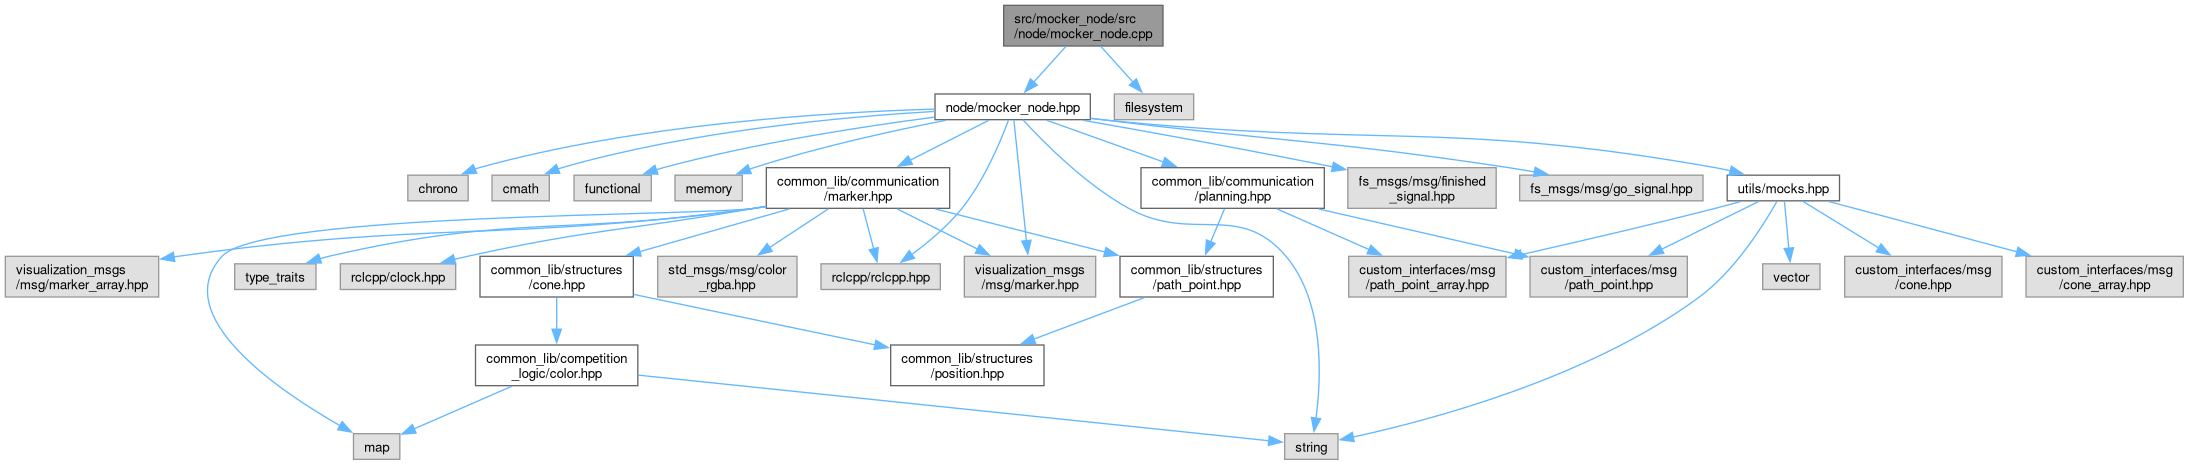 src/mocker_node/src
/node/mocker_node.cpp
node/mocker_node.hpp
filesystem
chrono
cmath
functional
memory
common_lib/communication
/marker.hpp
common_lib/communication
/planning.hpp
fs_msgs/msg/finished
_signal.hpp
fs_msgs/msg/go_signal.hpp
utils/mocks.hpp
visualization_msgs
/msg/marker_array.hpp
type_traits
rclcpp/clock.hpp
common_lib/structures
/cone.hpp
std_msgs/msg/color
_rgba.hpp
rclcpp/rclcpp.hpp
visualization_msgs
/msg/marker.hpp
common_lib/structures
/path_point.hpp
custom_interfaces/msg
/path_point_array.hpp
custom_interfaces/msg
/path_point.hpp
vector
custom_interfaces/msg
/cone.hpp
custom_interfaces/msg
/cone_array.hpp
common_lib/competition
_logic/color.hpp
common_lib/structures
/position.hpp
map
string